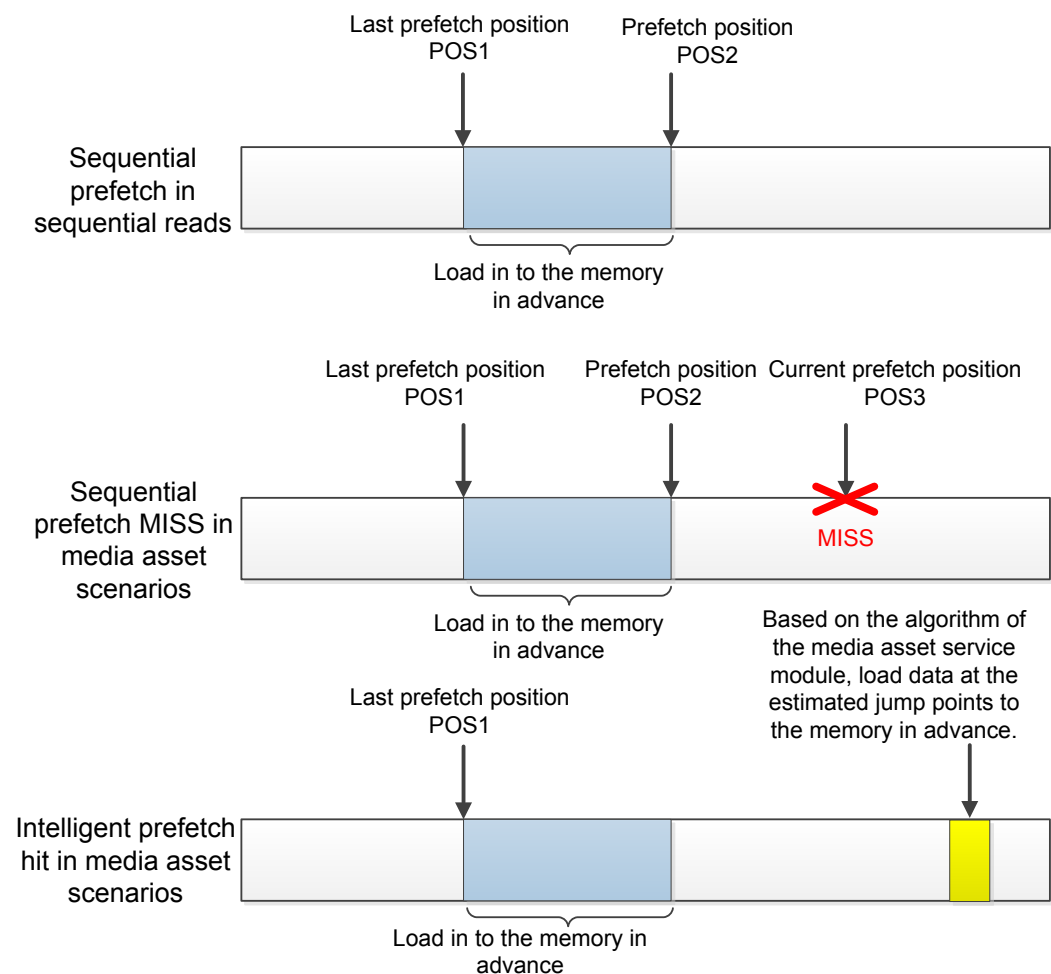 Last prefetch position
POS1
Prefetch position
POS2
Sequential
prefetch in
sequential reads
Load in to the memory
in advance
Last prefetch position
POS1
Prefetch position
POS2
Current prefetch position
POS3
Sequential
prefetch MISS in
media asset
scenarios
MISS
Load in to the memory
in advance
Based on the algorithm of
the media asset service
module, load data at the
estimated jump points to
the memory in advance.
Last prefetch position
POS1
Intelligent prefetch
hit in media asset
scenarios
Load in to the memory in
advance